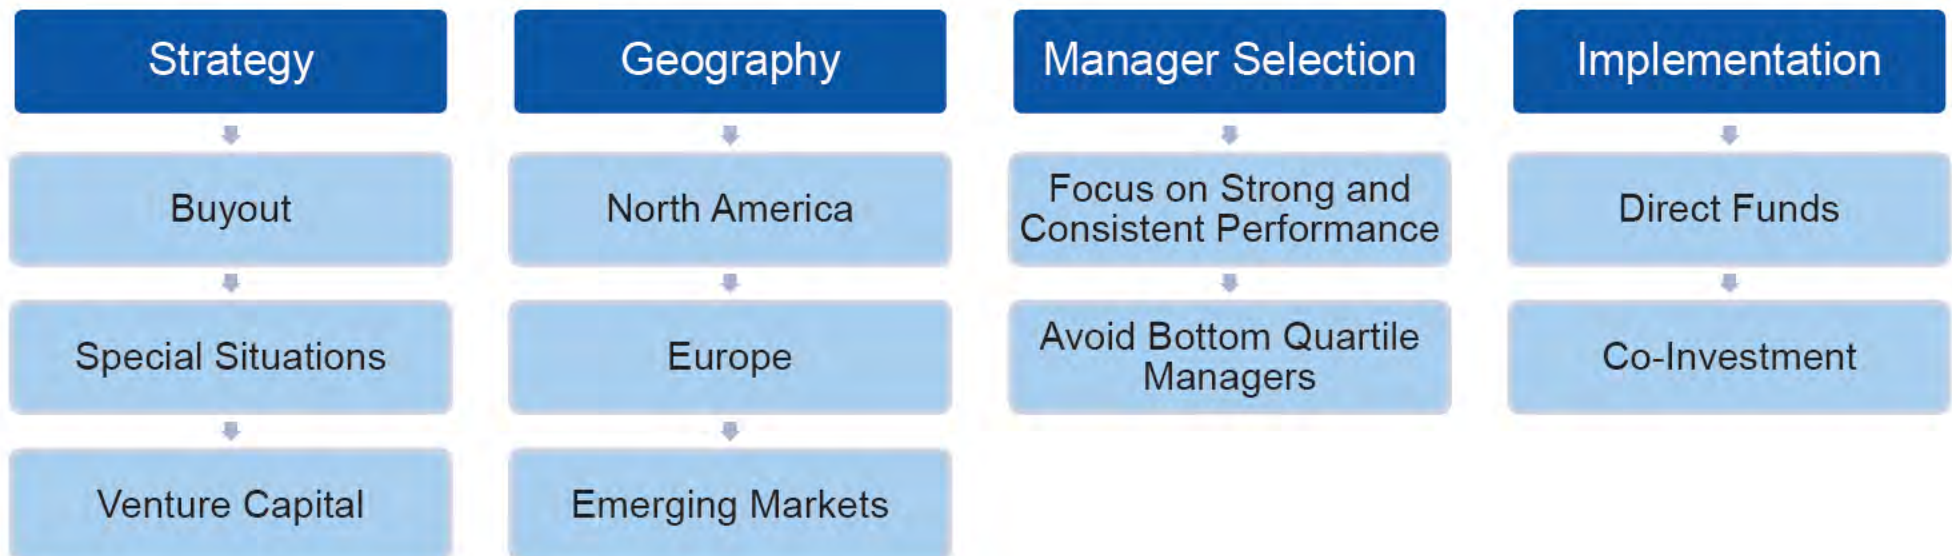 Strategy
Buyout
Special Situations
Venture Capital
Geography
North America
Europe
Emerging Markets
Manager Selection
Focus on Strong and
Consistent Performance
Avoid Bottom Quartile
Managers
Implementation
Direct Funds
Co-Investment